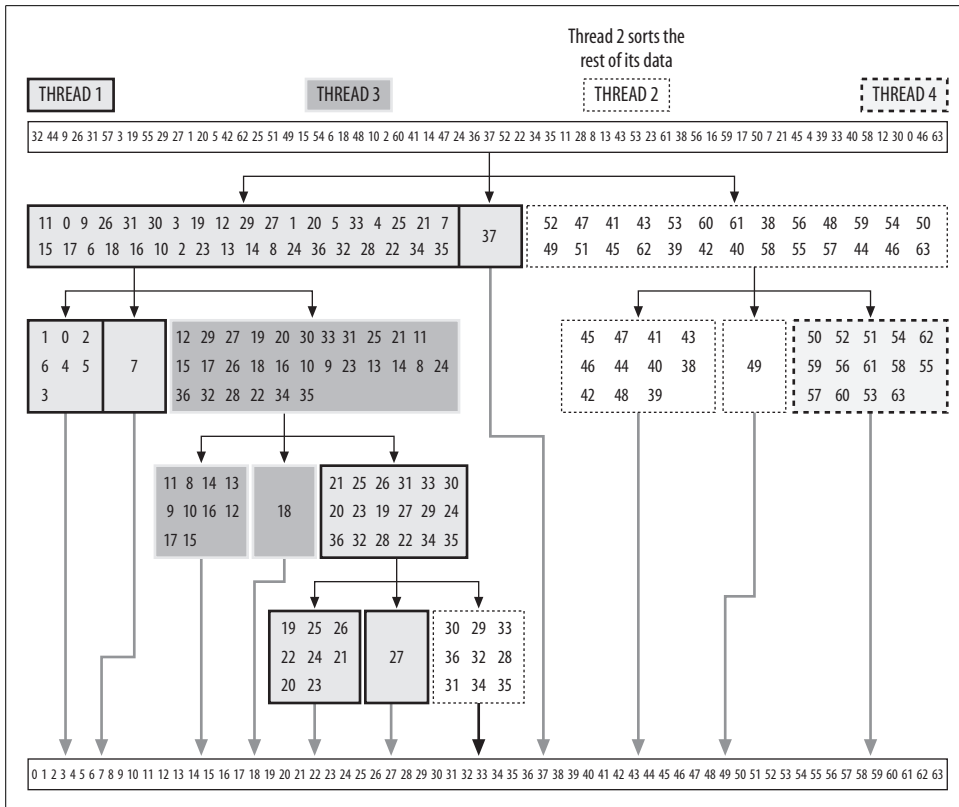 Thread 2 sorts the
rest of its data
THREAD 1
THREAD 3
THREAD 2
THREAD 4
32 44 9 26 31 57 3 19 55 29 27 1 20 5 42 62 25 51 49 15 54 6 18 48 10 2 60 41 14 47 24 36 37 52 22 34 35 11 28 8 13 43 53 23 61 38 56 16 59 17 50 7 21 45 4 39 33 40 58 12 30 0 46 63
11 0 9 26 31 30 3 19 12 29 27 1 20 5 33 4 25 21 7
15 17 6 18 16 10 2 23 13 14 8 24 36 32 28 22 34 35
37
52 47 41 43 53 60 61 38 56 48 59 54 50
49 51 45 62 39 42 40 58 55 57 44 46 63
1 0 2
6 4 5
3
7
12 29 27 19 20 30 33 31 25 21 11
15 17 26 18 16 10 9 23 13 14 8 24
36 32 28 22 34 35
45 47 41 43
46 44 40 38
42 48 39
49
50 52 51 54 62
59 56 61 58 55
57 60 53 63
11 8 14 13
9 10 16 12
17 15
18
21 25 26 31 33 30
20 23 19 27 29 24
36 32 28 22 34 35
19 25 26
22 24 21
20 23
27
30 29 33
36 32 28
31 34 35
0 1 2 3 4 5 6 7 8 9 10 11 12 13 14 15 16 17 18 19 20 21 22 23 24 25 26 27 28 29 30 31 32 33 34 35 36 37 38 39 40 41 42 43 44 45 46 47 48 49 50 51 52 53 54 55 56 57 58 59 60 61 62 63